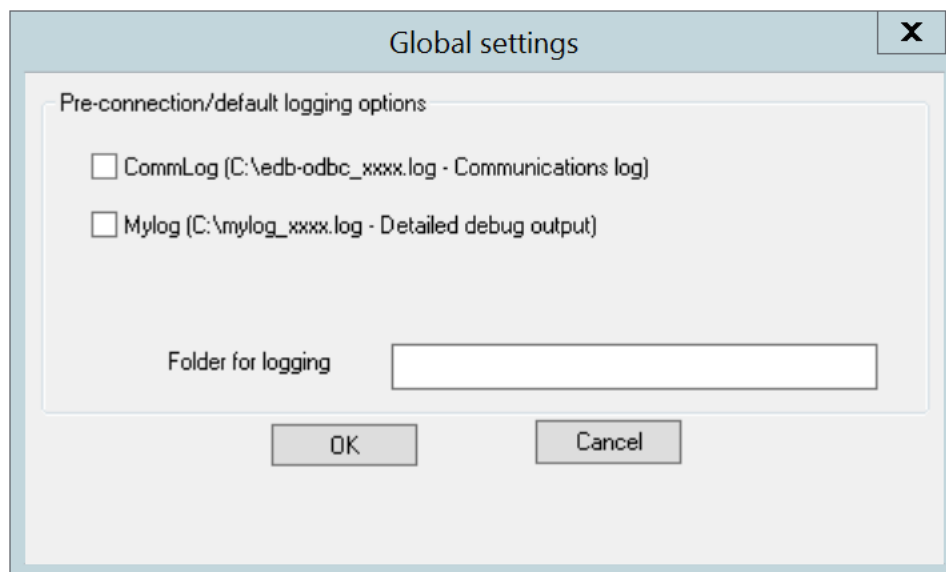 Global settings
X
Pre-connection/default logging options
CommLog (C:\edb-odbc_xxxx.log - Communications log)
Mylog (C:\mylog_xxxx.log - Detailed debug output)
Folder for logging
OK
Cancel